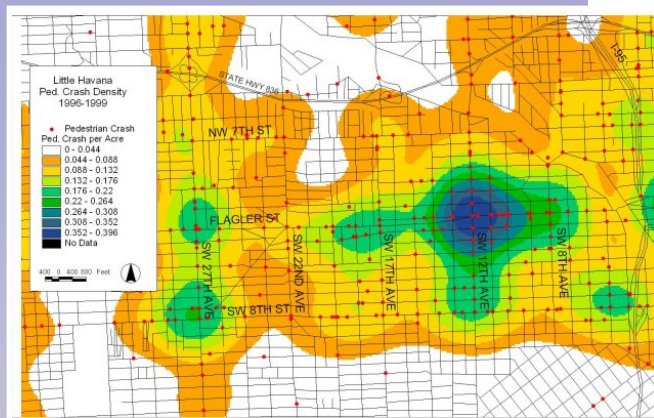 Little Havana
Ped. Crash Density
1996-1999
Pedestrian Crash
Ped. Crash per Acre
0 - 0.044
0.044 - 0.088
0.088 - 0.132
0.132 - 0.176
0.176 - 0.22
0.22 - 0.264
0.264 - 0.308
0.308 - 0.352
0.352 - 0.396
No Data
400 0 400 800 Feet
STATE HWY 836
I-95
NW 7TH ST
FLAGLER ST
SW 27TH AVE
SW 22ND AVE
SW 17TH AVE
SW 12TH AVE
SW 8TH AVE
SW 8TH ST